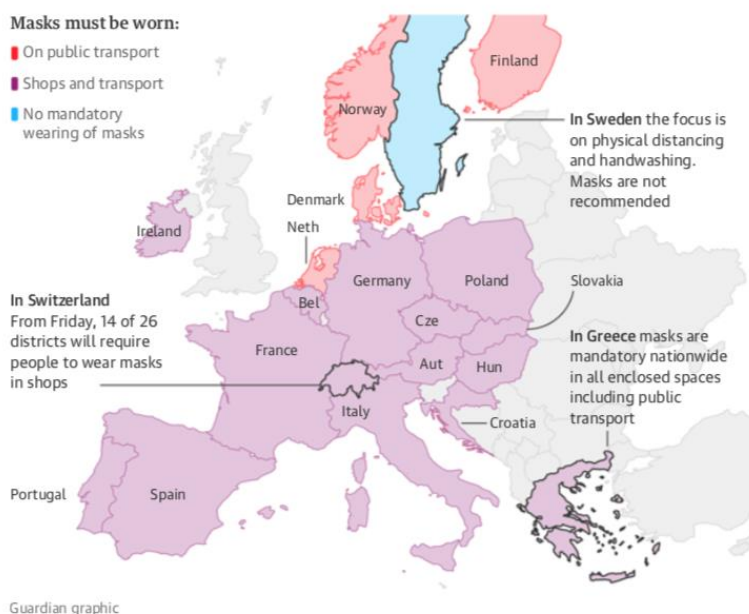 Masks must be worn:
On public transport
Shops and transport
No mandatory
wearing of masks
Finland
Norway
In Sweden the focus is
on physical distancing
and handwashing.
Masks are not
recommended
Denmark
Neth
Ireland
Germany
Poland
Slovakia
Bel
In Switzerland
From Friday, 14 of 26
districts will require
people to wear masks
in shops
Cze
France
Aut
Hun
In Greece masks are
mandatory nationwide
in all enclosed spaces
including public
transport
Italy
Croatia
Portugal
Spain
Guardian graphic